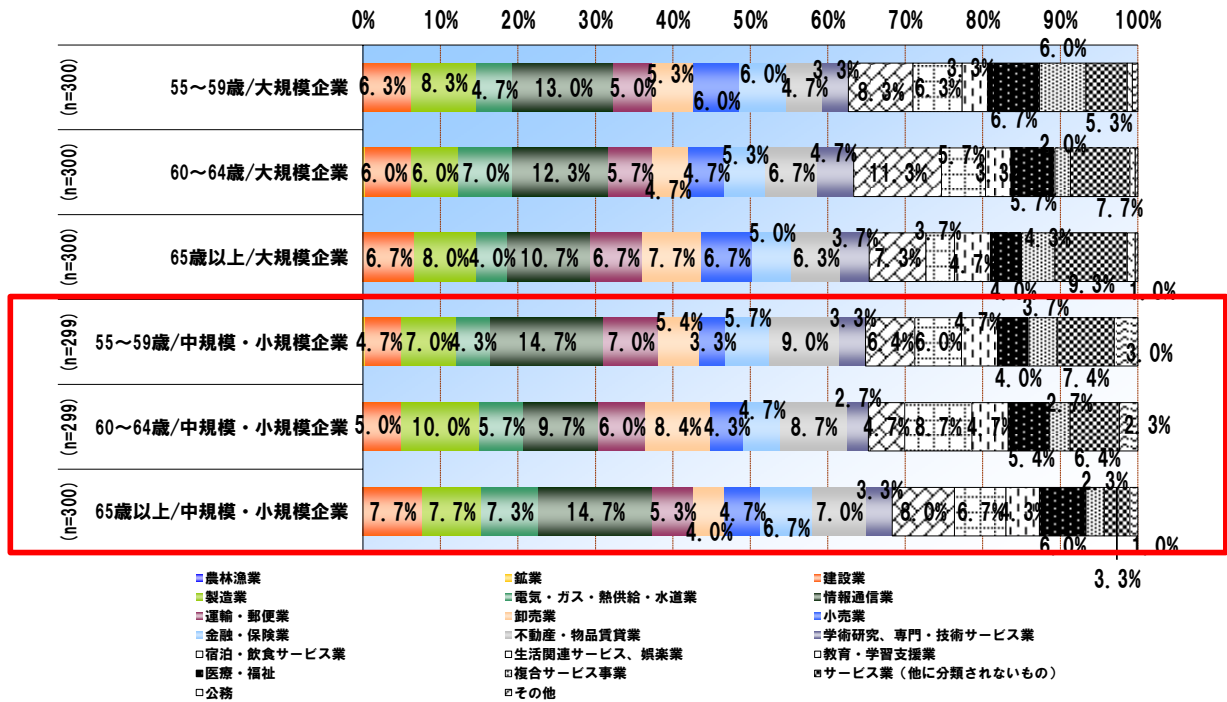 0% 10% 20% 30% 40% 50% 60% 70% 80% 90% 100%
(n=300) 55～59歳/大規模企業 6.3% 8.3% 4.7% 13.0% 5.0% 5.3% 6.0% 6.0% 4.7% 3.3% 8.3% 6.3% 3.3% 6.7% 6.0% 5.3%
(n=300) 60～64歳/大規模企業 6.0% 6.0% 7.0% 12.3% 5.7% 4.7% 4.7% 5.3% 6.7% 4.7% 11.3% 5.7% 3.3% 5.7% 2.0% 7.7%
(n=300) 65歳以上/大規模企業 6.7% 8.0% 4.0% 10.7% 6.7% 7.7% 6.7% 5.0% 6.3% 3.7% 7.3% 3.7% 4.7% 4.0% 4.3% 9.3% 1.0%
(n=299) 55～59歳/中規模・小規模企業 4.7% 7.0% 4.3% 14.7% 7.0% 5.4% 3.3% 5.7% 9.0% 3.3% 6.4% 6.0% 4.7% 4.0% 3.7% 7.4% 3.0%
(n=299) 60～64歳/中規模・小規模企業 5.0% 10.0% 5.7% 9.7% 6.0% 8.4% 4.3% 4.7% 8.7% 2.7% 4.7% 8.7% 4.7% 5.4% 2.7% 6.4% 2.3%
(n=300) 65歳以上/中規模・小規模企業 7.7% 7.7% 7.3% 14.7% 5.3% 4.0% 4.7% 6.7% 7.0% 3.3% 8.0% 6.7% 4.3% 6.0% 2.3% 3.3% 1.0%
農林漁業 鉱業 建設業
製造業 電気・ガス・熱供給・水道業 情報通信業
運輸・郵便業 卸売業 小売業
金融・保険業 不動産・物品賃貸業 学術研究、専門・技術サービス業
宿泊・飲食サービス業 生活関連サービス、娯楽業 教育・学習支援業
医療・福祉 複合サービス事業 サービス業（他に分類されないもの）
公務 その他